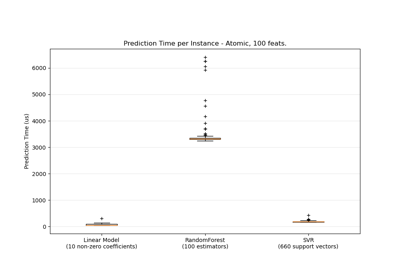 Prediction Time per Instance - Atomic, 100 feats.
6000
5000
4000
3000
2000
1000
0
Prediction Time (us)
Linear Model
(10 non-zero coefficients)
RandomForest
(100 estimators)
SVR
(660 support vectors)